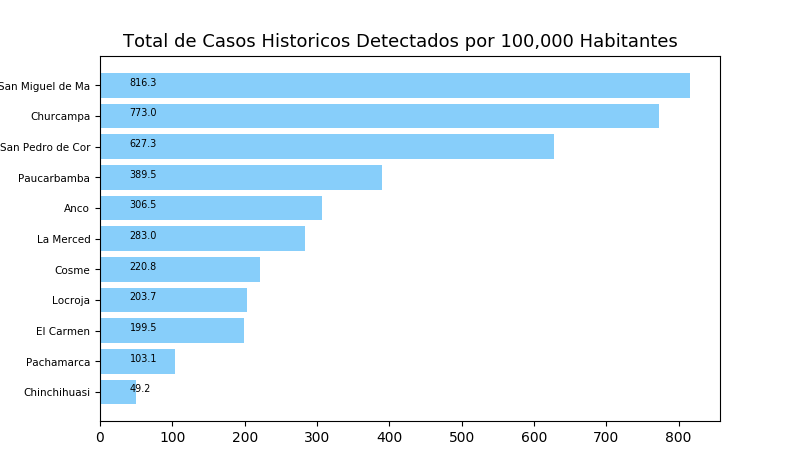 Total de Casos Historicos Detectados por 100,000 Habitantes
San Miguel de Ma 816.3
Churcampa 773.0
San Pedro de Cor 627.3
Paucarbamba 389.5
Anco 306.5
La Merced 283.0
Cosme 220.8
Locroja 203.7
El Carmen 199.5
Pachamarca 103.1
Chinchihuasi 49.2
0 100 200 300 400 500 600 700 800